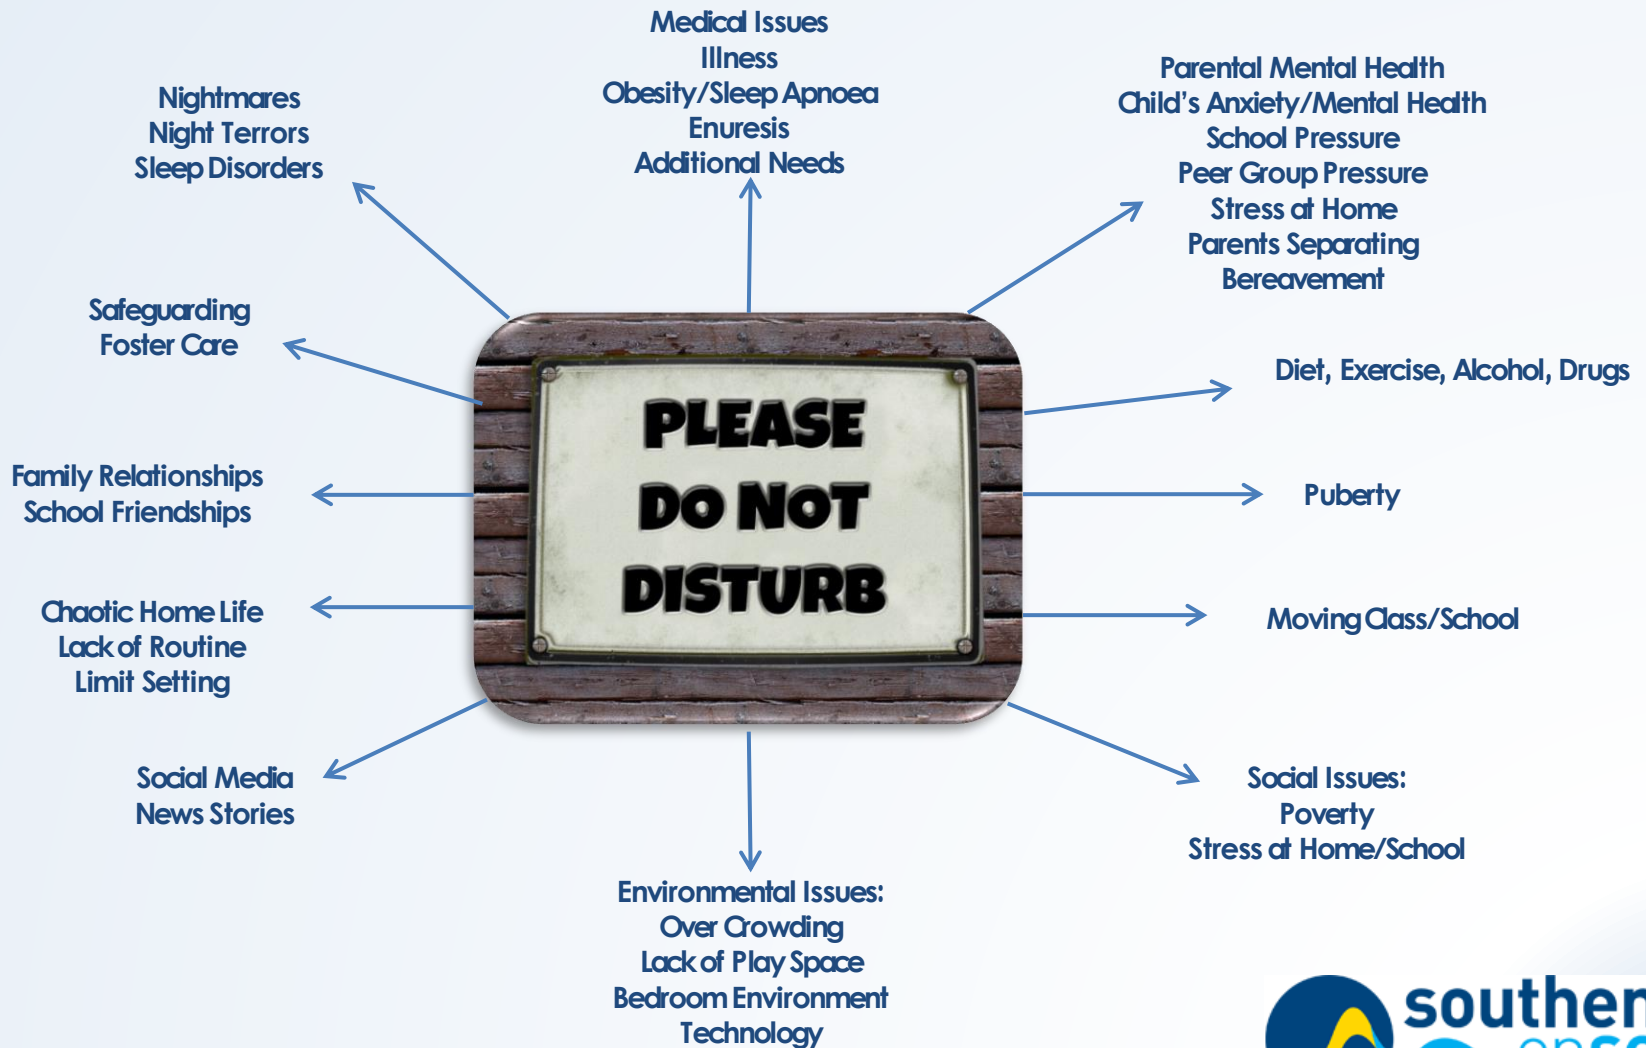 Medical Issues
Illness
Obesity/Sleep Apnoea
Enuresis
Additional Needs
Nightmares
Night Terrors
Sleep Disorders
Parental Mental Health
Child's Anxiety/Mental Health
School Pressure
Peer Group Pressure
Stress at Home
Parents Separating
Bereavement
Safeguarding
Foster Care
Diet, Exercise, Alcohol, Drugs
PLEASE
DO NOT
DISTURB
Family Relationships
School Friendships
Puberty
Chaotic Home Life
Lack of Routine
Limit Setting
Moving Class/School
Social Media
News Stories
Social Issues:
Poverty
Stress at Home/School
Environmental Issues:
Over Crowding
Lack of Play Space
Bedroom Environment
Technology